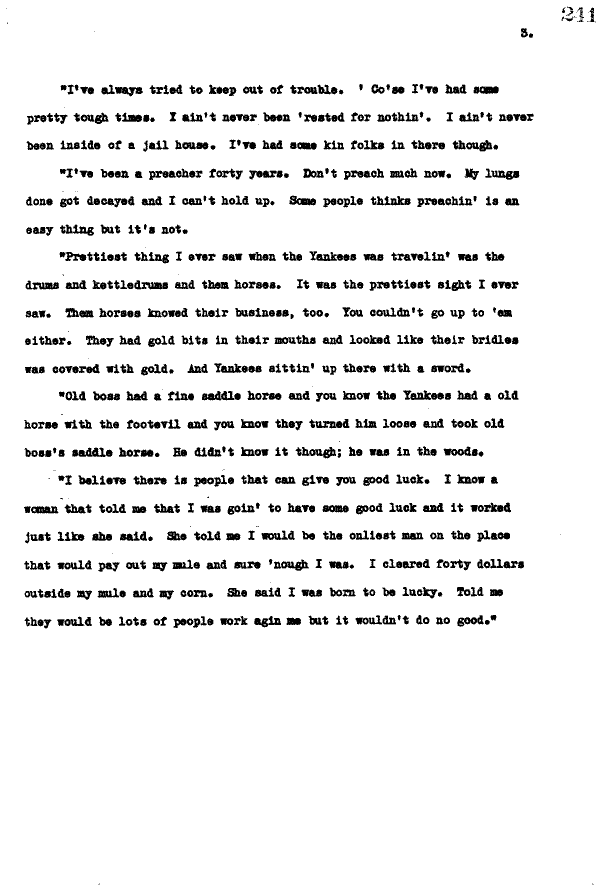 241
3.
"I've always tried to keep out of trouble. ' Co'se I've had some
pretty tough times. I ain't never been 'rested for nothin'. I ain't never
been inside of a jail house. I've had some kin folks in there though.
"I've been a preacher forty years. Don't preach much now. My lungs
done got decayed and I can't hold up. Some people thinks preachin' is an
easy thing but it's not.
"Prettiest thing I ever saw when the Yankees was travelin' was the
drums and kettledrums and them horses. It was the prettiest sight I ever
saw. Them horses knowed their business, too. You couldn't go up to 'em
either. They had gold bits in their mouths and looked like their bridles
was covered with gold. And Yankees sittin' up there with a sword.
"Old boss had a fine saddle horse and you know the Yankees had a old
horse with the footevil and you know they turned him loose and took old
boss's saddle horse. He didn't know it though; he was in the woods.
"I believe there is people that can give you good luck. I know a
woman that told me that I was goin' to have some good luck and it worked
just like she said. She told me I would be the onliest man on the place
that would pay out my mule and sure 'nough I was. I cleared forty dollars
outside my mule and my corn. She said I was born to be lucky. Told me
they would be lots of people work agin me but it wouldn't do no good."